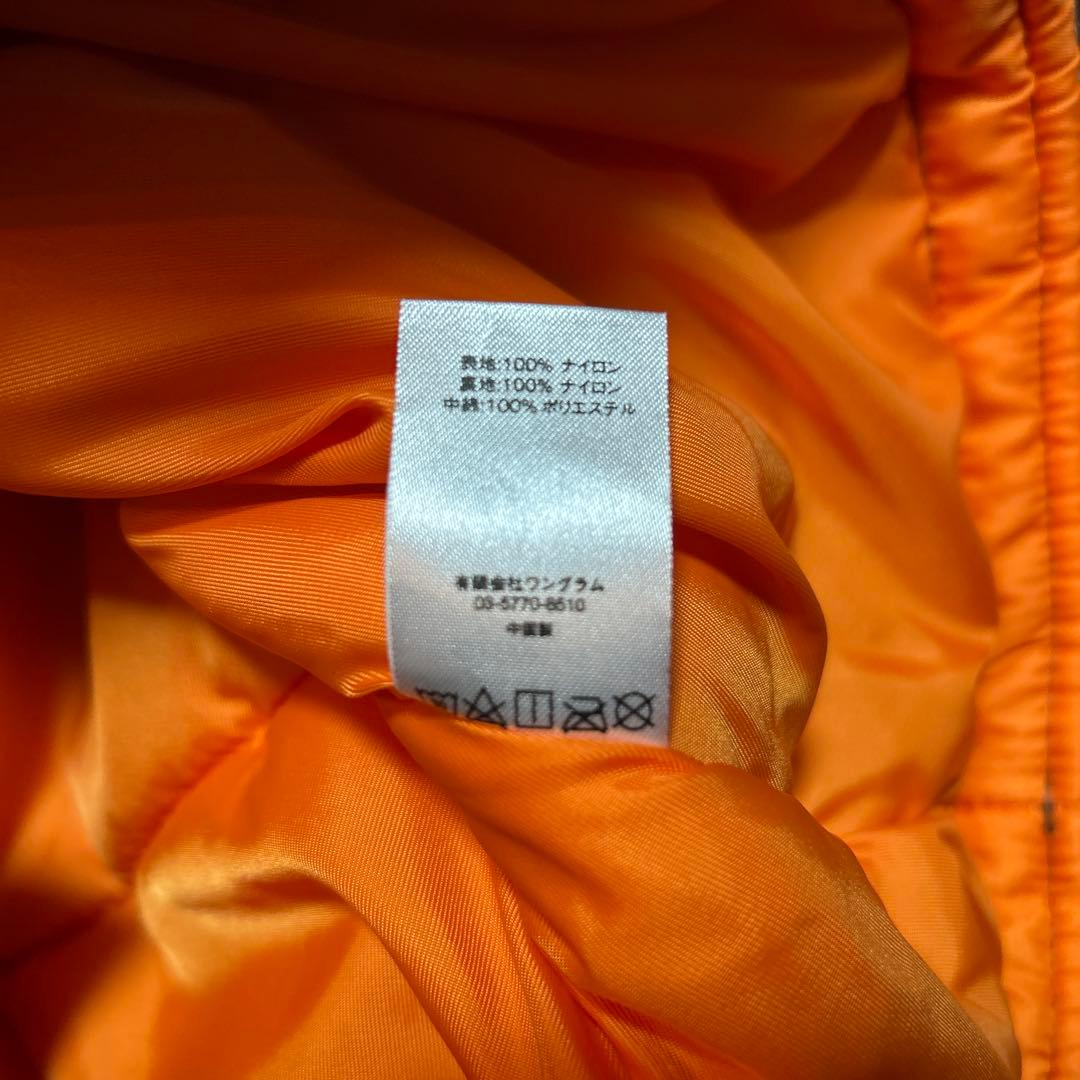 表地:100% ナイロン
裏地:100% ナイロン
中綿:100% ポリエステル
有限会社ワングラム
03-5770-8510
中国製